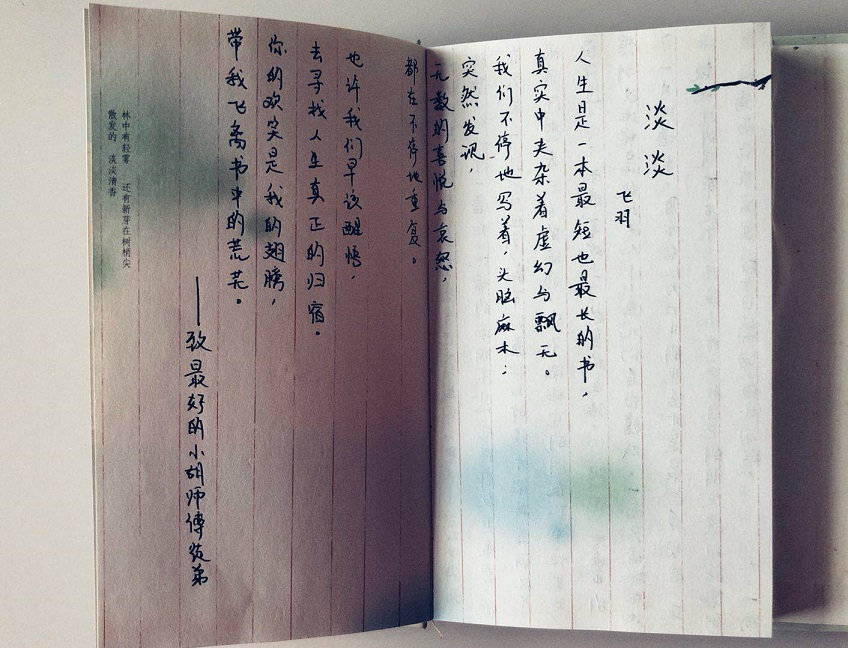 淡淡
飞羽
人生是一本最短也最长的书，
真实中夹杂着虚幻与飘无。
我们不停地写着，头脑麻木；
突然发现，
无数的喜悦与哀怒，
都在不停地重复。
也许我们早该醒悟，
去寻找人生真正的归宿。
你的欢笑是我的翅膀，
带我飞离书中的荒芜。
——致最好的小胡师傅徒弟
林中有轻雾 还有新芽在树梢尖
散发的 淡淡清香